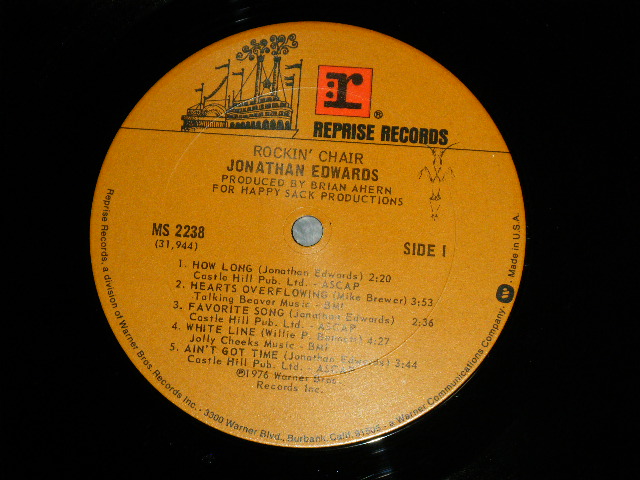 r ®
REPRISE RECORDS
ROCKIN' CHAIR
JONATHAN EDWARDS
PRODUCED BY BRIAN AHERN
FOR HAPPY SACK PRODUCTIONS
MS 2238
(31,944)
SIDE 1
1. HOW LONG (Jonathan Edwards) 2:20
Castle Hill Pub. Ltd. - ASCAP
2. HEARTS OVERFLOWING (Mike Brewer) 3:53
Talking Beaver Music - BMI
3. FAVORITE SONG (Jonathan Edwards) 2:36
Castle Hill Pub. Ltd. - ASCAP
4. WHITE LINE (Willie P. 4:27
Jolly Cheeks Music - BMI
5. AIN'T GOT TIME (Jonathan Edwards) 3:44
Castle Hill Pub. Ltd. - ASCAP
℗1976 Warner Bros.
Records Inc.
Reprise Records, a division of Warner Bros. Records Inc. · 3300 Warner Blvd., Burbank, Calif. 91505 · a Warner Communications Company · Made in U.S.A.